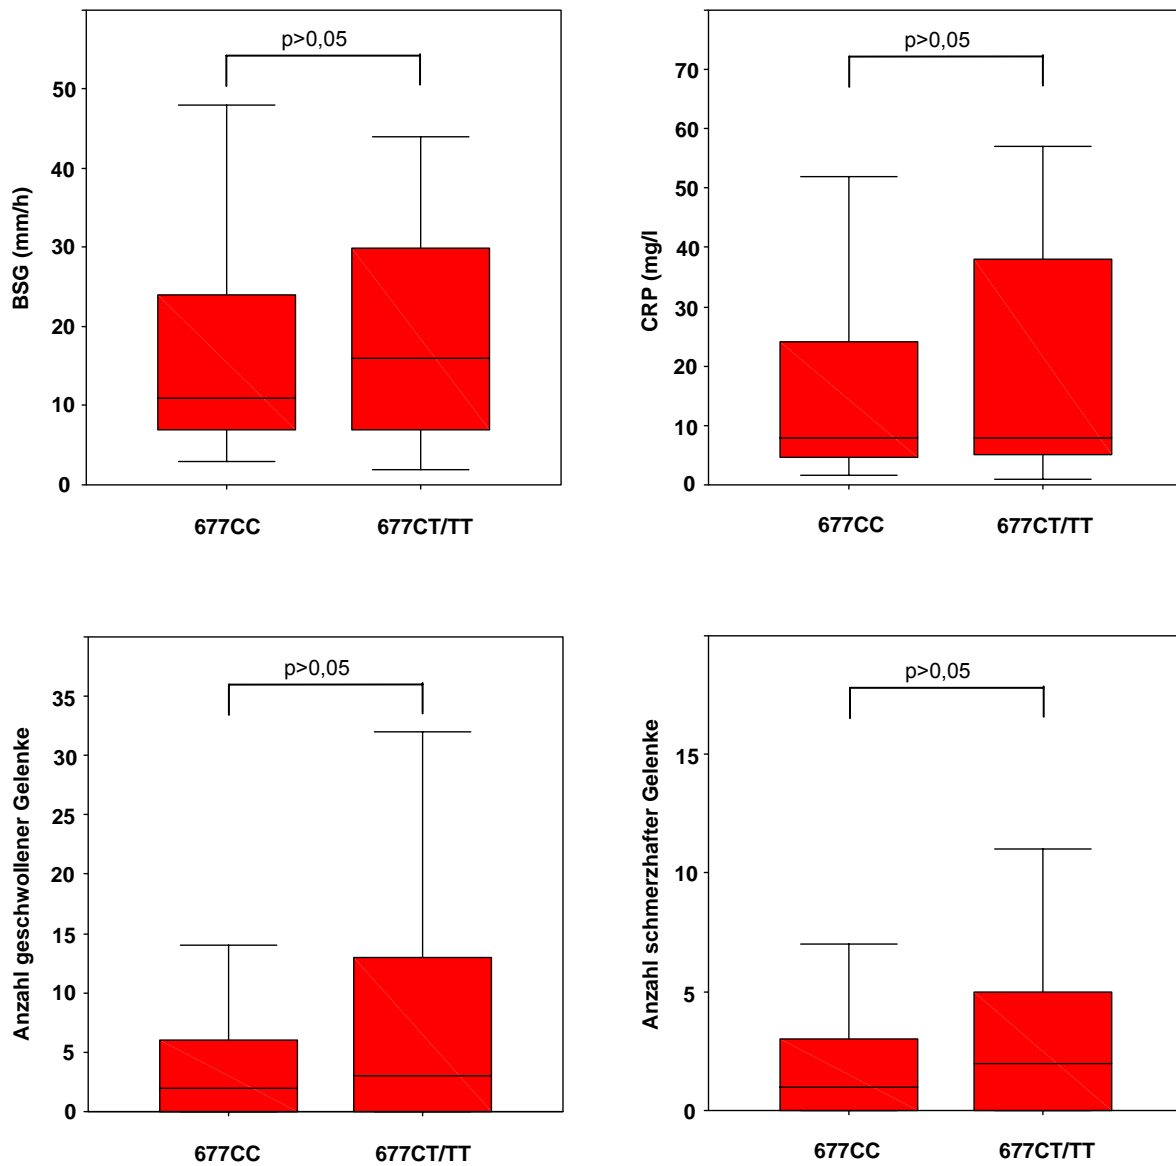 p>0,05
BSG (mm/h)
50
40
30
20
10
0
677CC 677CT/TT
p>0,05
CRP (mg/l
70
60
50
40
30
20
10
0
677CC 677CT/TT
p>0,05
Anzahl geschwollener Gelenke
35
30
25
20
15
10
5
0
677CC 677CT/TT
p>0,05
Anzahl schmerzhafter Gelenke
15
10
5
0
677CC 677CT/TT